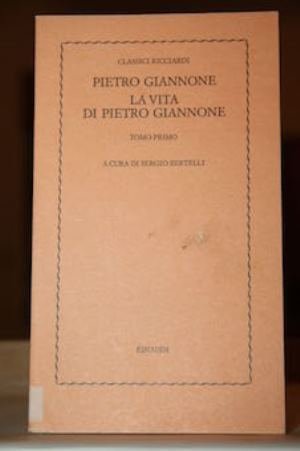 CLASSICI RICCIARDI
PIETRO GIANNONE
LA VITA
DI PIETRO GIANNONE
TOMO PRIMO
A CURA DI SERGIO BERTELLI
EINAUDI